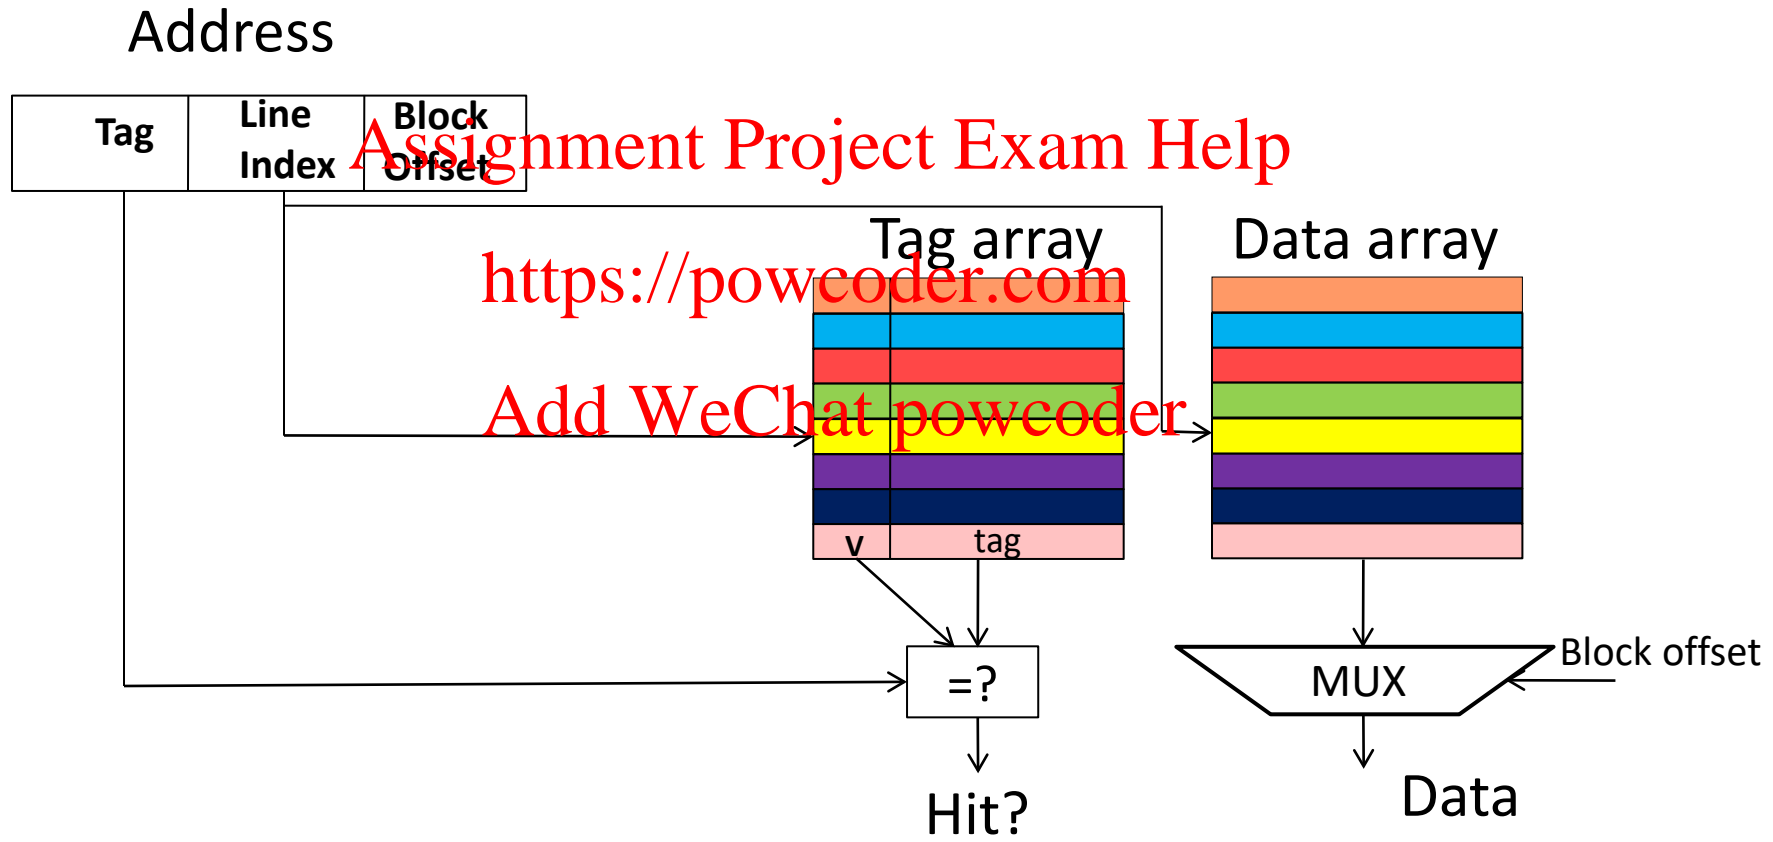 Address
Tag
Line
Index
Block
Offset
Assignment Project Exam Help
Tag array
Data array
https://powcoder.com
Add WeChat powcoder
v
tag
=?
MUX
Block offset
Hit?
Data